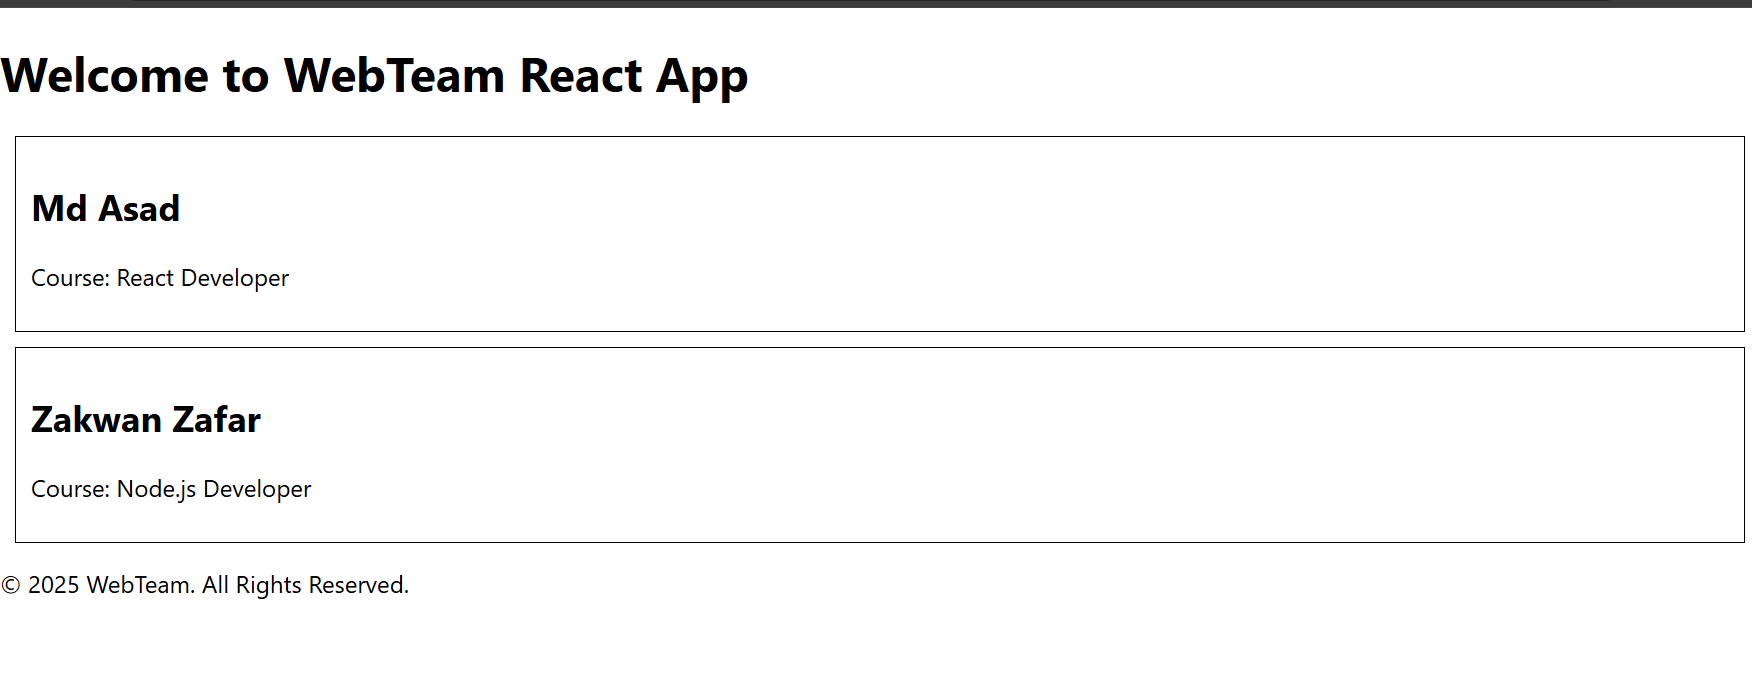 Welcome to WebTeam React App
Md Asad
Course: React Developer
Zakwan Zafar
Course: Node.js Developer
© 2025 WebTeam. All Rights Reserved.